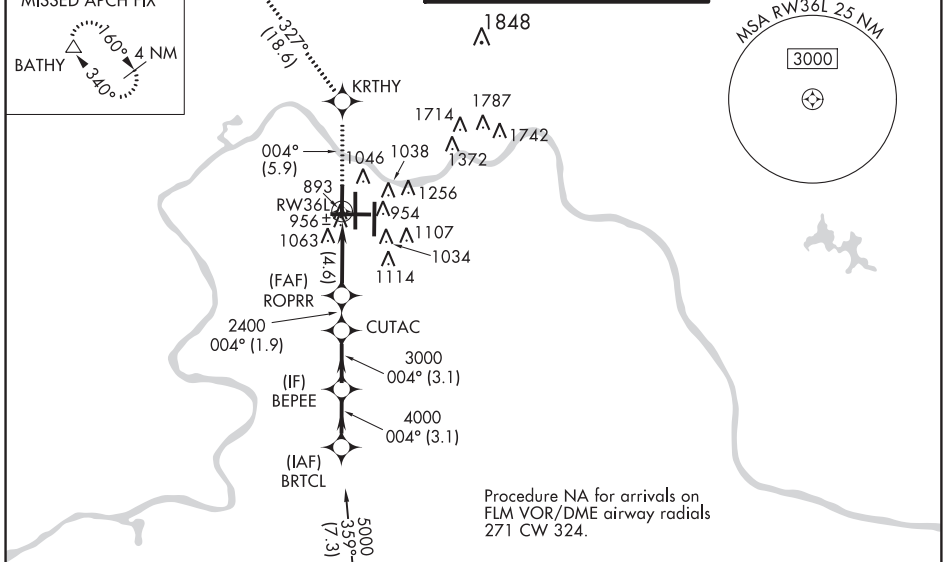 MISSED APCH FIX
BATHY
160°
4 NM
340°
327°
(18.6)
KRTHY
1848
MSA RW36L 25 NM
3000
1714
1787
1742
1372
004°
(5.9)
1046
1038
893
1256
RW36L
954
956±
1063
1107
1034
1114
(4.6)
(FAF)
ROPRR
2400
004° (1.9)
CUTAC
3000
004° (3.1)
(IF)
BEPEE
4000
004° (3.1)
(IAF)
BRTCL
5000
359°
(7.3)
Procedure NA for arrivals on
FLM VOR/DME airway radials
271 CW 324.